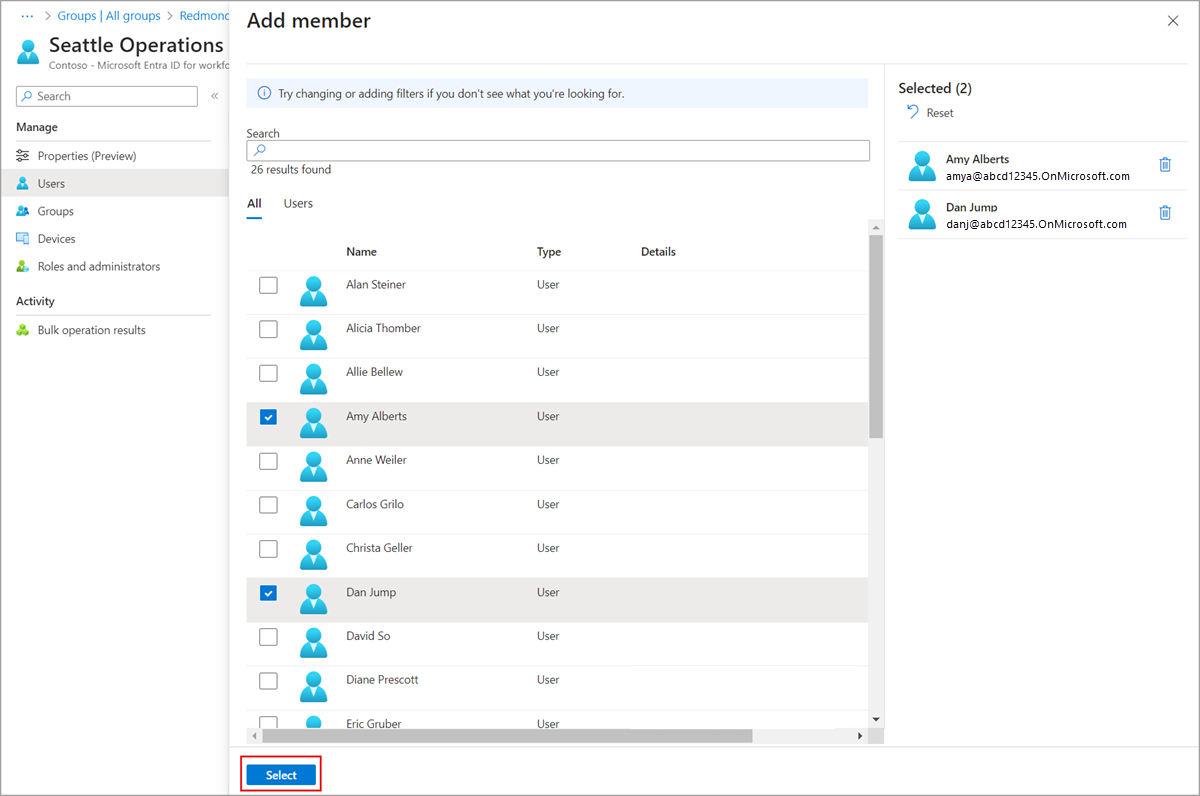 ··· > Groups | All groups > Redmond
Seattle Operations
Contoso - Microsoft Entra ID for workfo
Search «
Manage
Properties (Preview)
Users
Groups
Devices
Roles and administrators
Activity
Bulk operation results
Add member
Try changing or adding filters if you don't see what you're looking for.
Search
26 results found
All Users
Name Type Details
Alan Steiner User
Alicia Thomber User
Allie Bellew User
Amy Alberts User
Anne Weiler User
Carlos Grilo User
Christa Geller User
Dan Jump User
David So User
Diane Prescott User
Eric Gruber User
Select
Selected (2)
Reset
Amy Alberts
amya@abcd12345.OnMicrosoft.com
Dan Jump
danj@abcd12345.OnMicrosoft.com